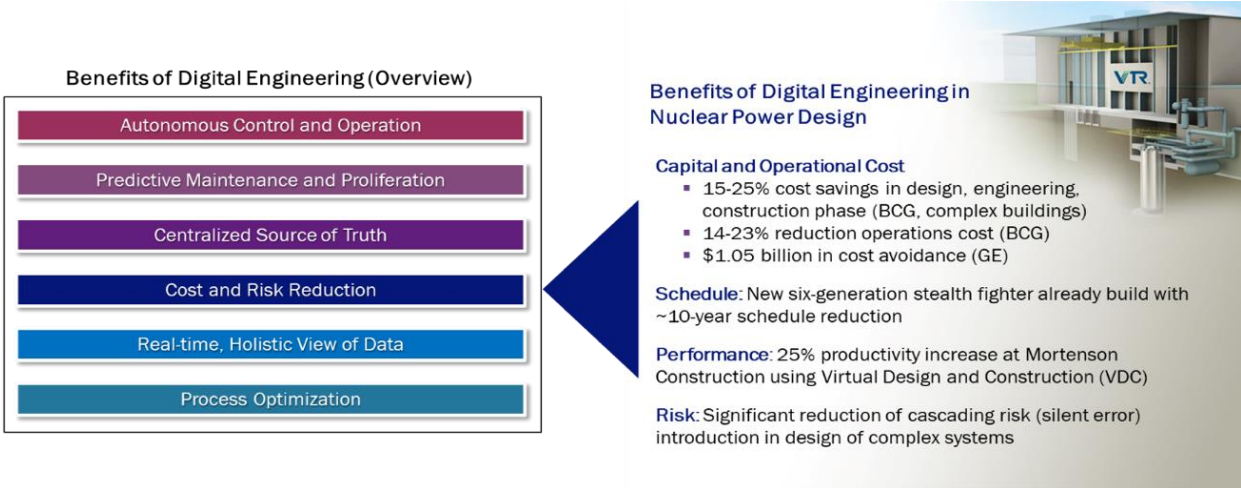 Benefits of Digital Engineering (Overview)
Autonomous Control and Operation
Predictive Maintenance and Proliferation
Centralized Source of Truth
Cost and Risk Reduction
Real-time, Holistic View of Data
Process Optimization
VTR
Benefits of Digital Engineering in
Nuclear Power Design
Capital and Operational Cost
▪ 15-25% cost savings in design, engineering,
construction phase (BCG, complex buildings)
▪ 14-23% reduction operations cost (BCG)
▪ $1.05 billion in cost avoidance (GE)
Schedule: New six-generation stealth fighter already build with
~10-year schedule reduction
Performance: 25% productivity increase at Mortenson
Construction using Virtual Design and Construction (VDC)
Risk: Significant reduction of cascading risk (silent error)
introduction in design of complex systems